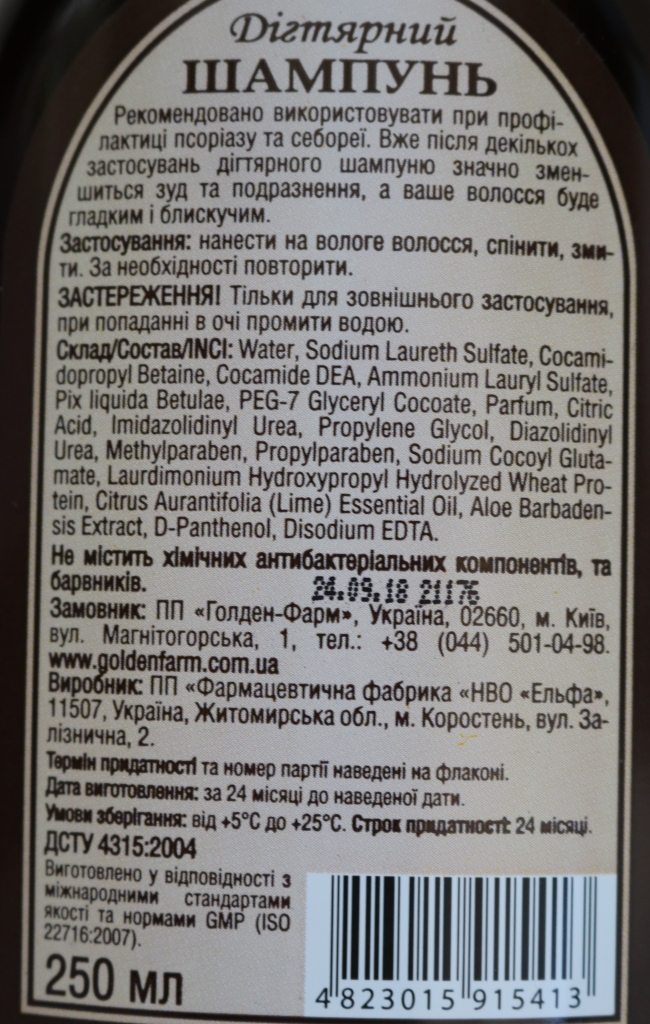 Дігтярний
ШАМПУНЬ
Рекомендовано використовувати при профі-
лактиці псоріазу та себореї. Вже після декількох
застосувань дігтярного шампуню значно змен-
шиться зуд та подразнення, а ваше волосся буде
гладким і блискучим.
Застосування: нанести на вологе волосся, спінити, зми-
ти. За необхідності повторити.
ЗАСТЕРЕЖЕННЯ! Тільки для зовнішнього застосування,
при попаданні в очі промити водою.
Склад/Состав/INCI: Water, Sodium Laureth Sulfate, Cocami-
dopropyl Betaine, Cocamide DEA, Ammonium Lauryl Sulfate,
Pix liquida Betulae, PEG-7 Glyceryl Cocoate, Parfum, Citric
Acid, Imidazolidinyl Urea, Propylene Glycol, Diazolidinyl
Urea, Methylparaben, Propylparaben, Sodium Cocoyl Gluta-
mate, Laurdimonium Hydroxypropyl Hydrolyzed Wheat Pro-
tein, Citrus Aurantifolia (Lime) Essential Oil, Aloe Barbaden-
sis Extract, D-Panthenol, Disodium EDTA.
Не містить хімічних антибактеріальних компонентів, та
барвників.
24.09.18 21176
Замовник: ПП «Голден-Фарм», Україна, 02660, м. Київ,
вул. Магнітогорська, 1, тел.: +38 (044) 501-04-98.
www.goldenfarm.com.ua
Виробник: ПП «Фармацевтична фабрика «НВО «Ельфа»,
11507, Україна, Житомирська обл., м. Коростень, вул. За-
лізнична, 2.
Термін придатності та номер партії наведені на флаконі.
Дата виготовлення: за 24 місяці до наведеної дати.
Умови зберігання: від +5°С до +25°С. Строк придатності: 24 місяці.
ДСТУ 4315:2004
Виготовлено у відповідності з
міжнародними стандартами
якості та нормами GMP (ISO
22716:2007).
250 мл
4 823015 915413